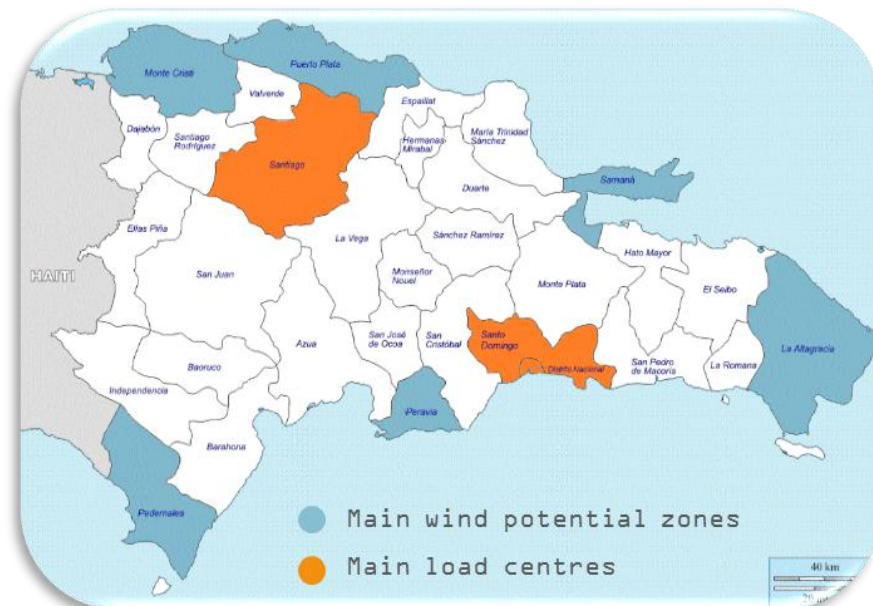 Monte Cristi
Puerto Plata
Valverde
Espaillat
Dajabón
Santiago
Rodríguez
Hermanas
Mirabal
María Trinidad
Sánchez
Santiago
Samaná
Duarte
Elías Piña
La Vega
Sánchez Ramírez
Hato Mayor
HAITI
San Juan
Monseñor
Nouel
Monte Plata
El Seibo
Azua
San José
de Ocoa
San
Cristóbal
Santo
Domingo
La Altagracia
Baoruco
Distrito Nacional
San Pedro
de Macorís
La Romana
Independencia
Peravia
Barahona
Pedernales
Main wind potential zones
Main load centres
40 km